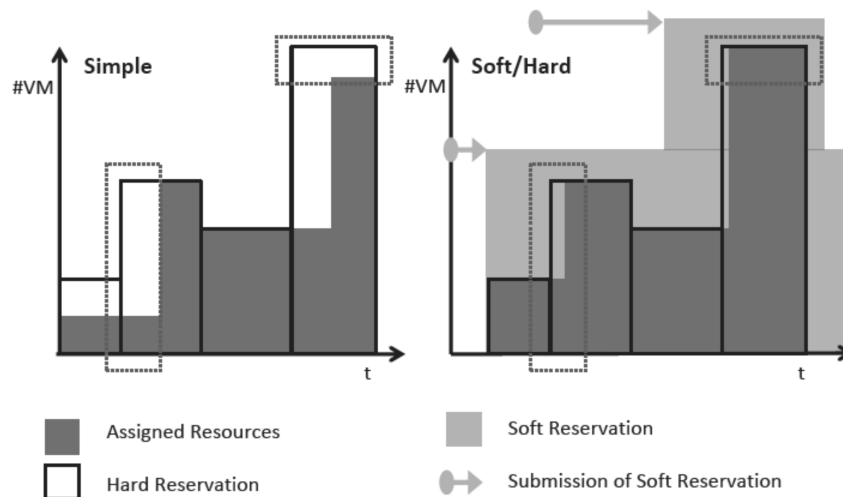 Simple
#VM
t
Soft/Hard
#VM
t
Assigned Resources
Hard Reservation
Soft Reservation
Submission of Soft Reservation